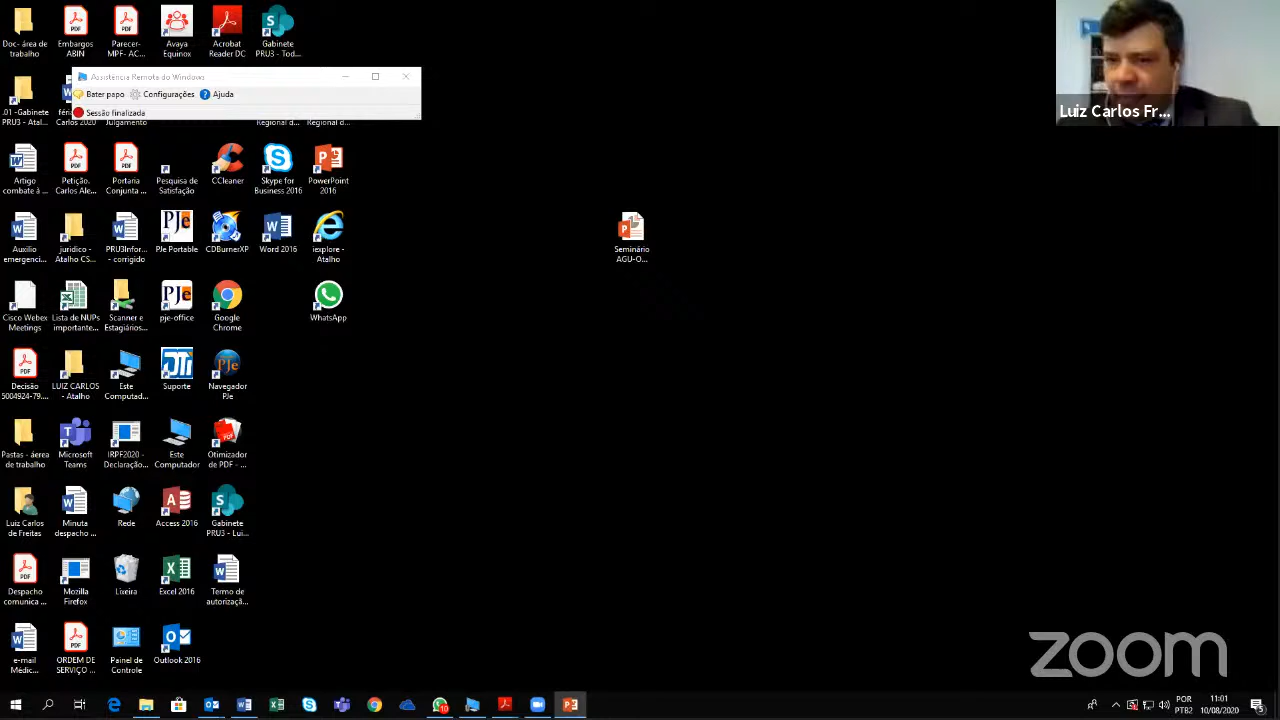 Doc- área de
trabalho
Embargos
ABIN
Parecer-
MPF- AC...
Avaya
Equinox
Acrobat
Reader DC
Gabinete
PRU3 - Tod...
Luiz Carlos Fr...
Assistência Remota do Windows
Bater papo
Configurações
Ajuda
Sessão finalizada
.01 -Gabinete
PRU3 - Atal...
Carlos 2020
Julgamento
Regional d...
Regional d...
Artigo
combate à ...
Petição.
Carlos Ale...
Portaria
Conjunta ...
Pesquisa de
Satisfação
CCleaner
Skype for
Business 2016
PowerPoint
2016
Auxilio
emergenci...
juridico -
Atalho CS...
PRU3Infor...
- corrigido
PJe Portable
CDBurnerXP
Word 2016
iexplore -
Atalho
Seminário
AGU-O...
Cisco Webex
Meetings
Lista de NUPs
importante...
Scanner e
Estagiários...
pje-office
Google
Chrome
WhatsApp
Decisão
5004924-79...
LUIZ CARLOS
- Atalho
Este
Computad...
Suporte
Navegador
PJe
Pastas - áerea
de trabalho
Microsoft
Teams
IRPF2020 -
Declaração...
Este
Computador
Otimizador
de PDF - ...
Luiz Carlos
de Freitas
Minuta
despacho ...
Rede
Access 2016
Gabinete
PRU3 - Lui...
Despacho
comunica ...
Mozilla
Firefox
Lixeira
Excel 2016
Termo de
autorizaçã...
e-mail
Médic...
ORDEM DE
SERVIÇO ...
Painel de
Controle
Outlook 2016
zoom
POR
PTB2
11:01
10/08/2020